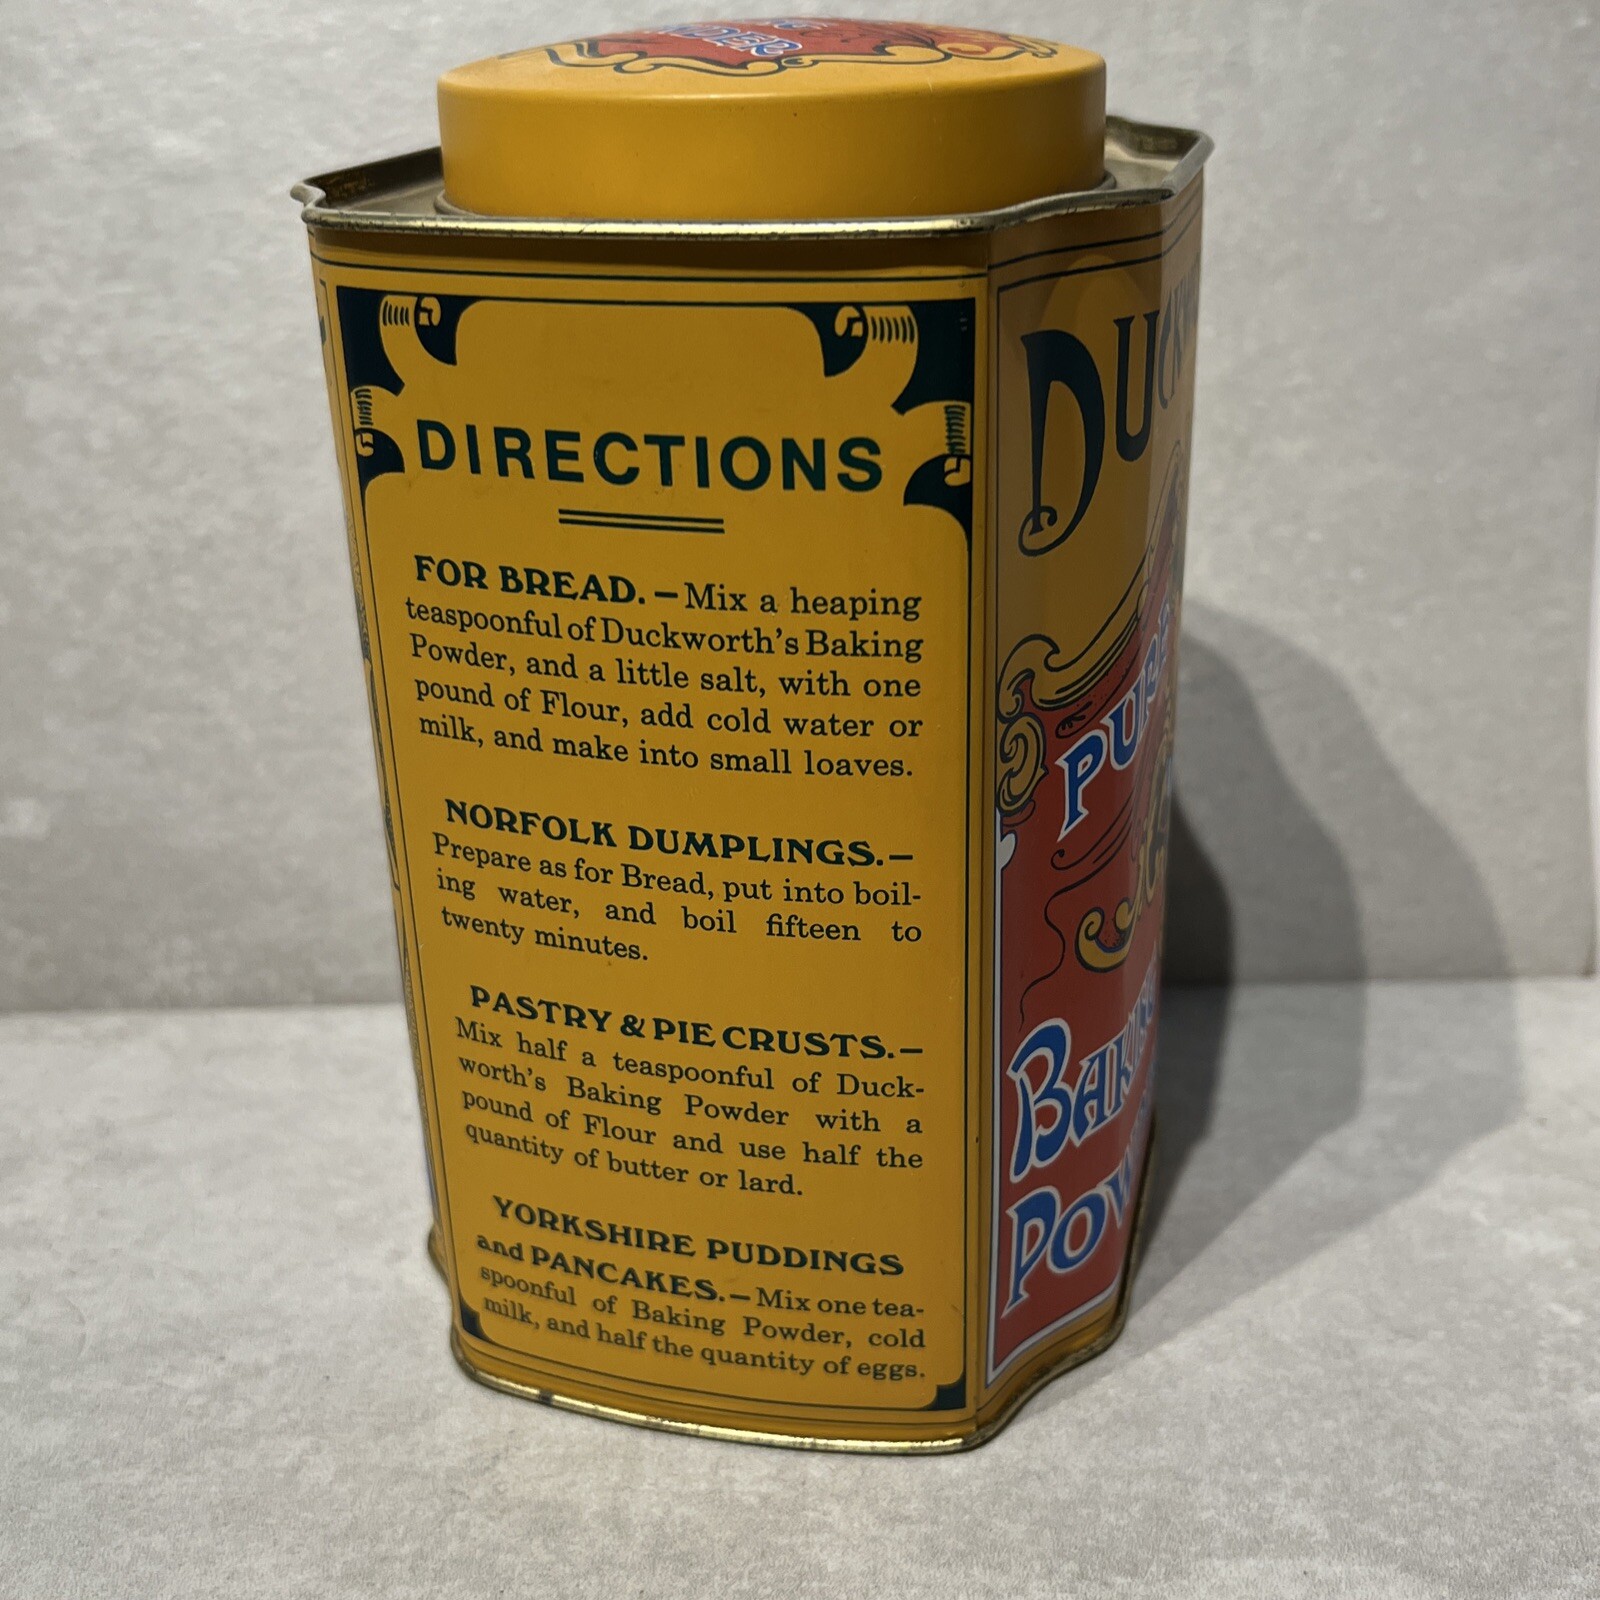 DIRECTIONS
FOR BREAD. — Mix a heaping
teaspoonful of Duckworth's Baking
Powder, and a little salt, with one
pound of Flour, add cold water or
milk, and make into small loaves.
NORFOLK DUMPLINGS.—
Prepare as for Bread, put into boil-
ing water, and boil fifteen to
twenty minutes.
PASTRY & PIE CRUSTS.—
Mix half a teaspoonful of Duck-
worth's Baking Powder with a
pound of Flour and use half the
quantity of butter or lard.
YORKSHIRE PUDDINGS
and PANCAKES.—Mix one tea-
spoonful of Baking Powder, cold
milk, and half the quantity of eggs.
PURE
BAKING